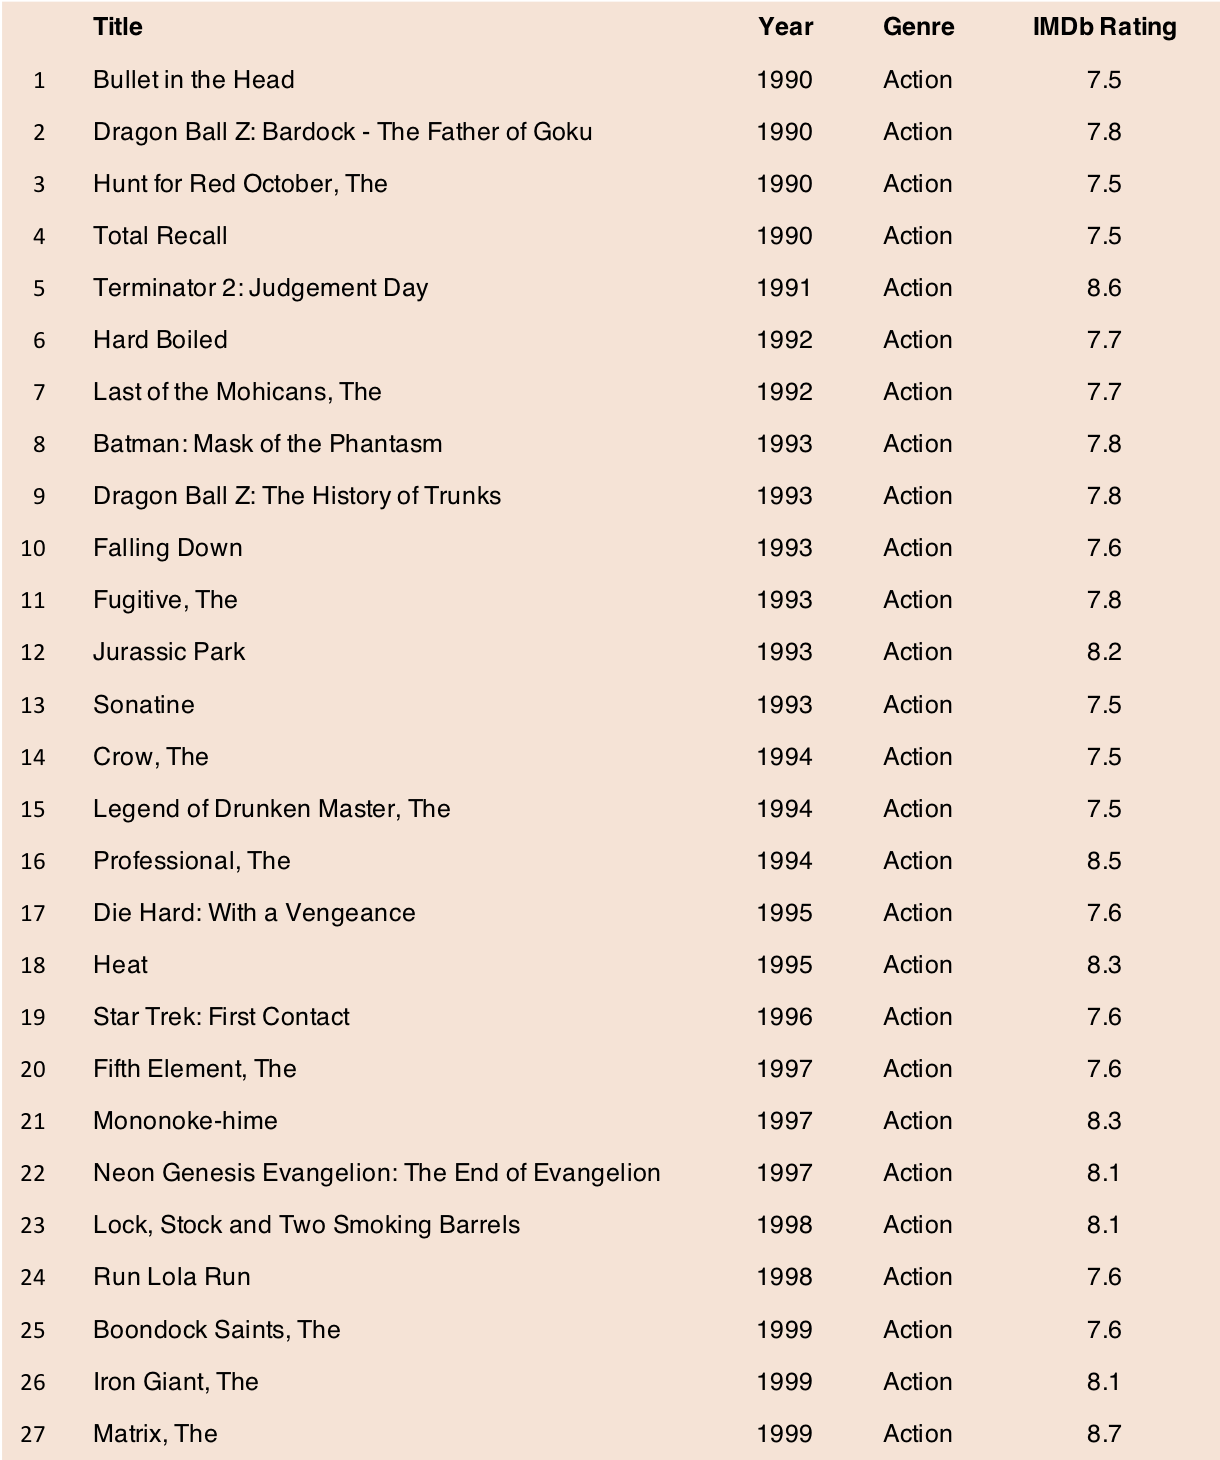 Title Year Genre IMDb Rating
1 Bullet in the Head 1990 Action 7.5
2 Dragon Ball Z: Bardock - The Father of Goku 1990 Action 7.8
3 Hunt for Red October, The 1990 Action 7.5
4 Total Recall 1990 Action 7.5
5 Terminator 2: Judgement Day 1991 Action 8.6
6 Hard Boiled 1992 Action 7.7
7 Last of the Mohicans, The 1992 Action 7.7
8 Batman: Mask of the Phantasm 1993 Action 7.8
9 Dragon Ball Z: The History of Trunks 1993 Action 7.8
10 Falling Down 1993 Action 7.6
11 Fugitive, The 1993 Action 7.8
12 Jurassic Park 1993 Action 8.2
13 Sonatine 1993 Action 7.5
14 Crow, The 1994 Action 7.5
15 Legend of Drunken Master, The 1994 Action 7.5
16 Professional, The 1994 Action 8.5
17 Die Hard: With a Vengeance 1995 Action 7.6
18 Heat 1995 Action 8.3
19 Star Trek: First Contact 1996 Action 7.6
20 Fifth Element, The 1997 Action 7.6
21 Mononoke-hime 1997 Action 8.3
22 Neon Genesis Evangelion: The End of Evangelion 1997 Action 8.1
23 Lock, Stock and Two Smoking Barrels 1998 Action 8.1
24 Run Lola Run 1998 Action 7.6
25 Boondock Saints, The 1999 Action 7.6
26 Iron Giant, The 1999 Action 8.1
27 Matrix, The 1999 Action 8.7